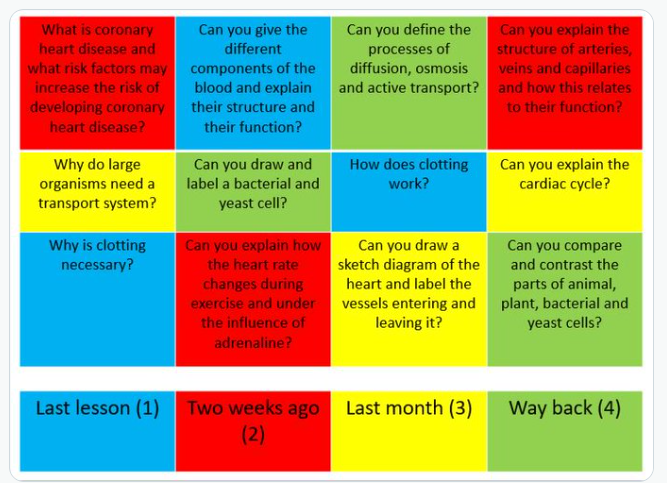 What is coronary
heart disease and
what risk factors may
increase the risk of
developing coronary
heart disease?
Can you give the
different
components of the
blood and explain
their structure and
their function?
Can you define the
processes of
diffusion, osmosis
and active transport?
Can you explain the
structure of arteries,
veins and capillaries
and how this relates
to their function?
Why do large
organisms need a
transport system?
Can you draw and
label a bacterial and
yeast cell?
How does clotting
work?
Can you explain the
cardiac cycle?
Why is clotting
necessary?
Can you explain how
the heart rate
changes during
exercise and under
the influence of
adrenaline?
Can you draw a
sketch diagram of the
heart and label the
vessels entering and
leaving it?
Can you compare
and contrast the
parts of animal,
plant, bacterial and
yeast cells?
Last lesson (1)
Two weeks ago
(2)
Last month (3)
Way back (4)